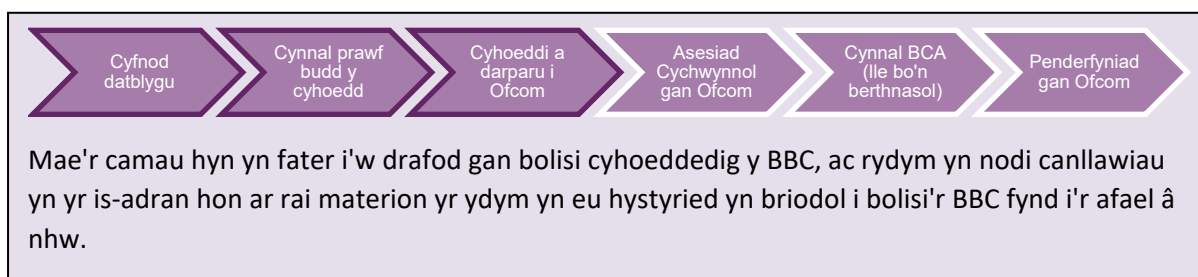 Cyfnod
datblygu
Cynnal prawf
budd y
cyhoedd
Cyhoeddi a
darparu i
Ofcom
Asesiad
Cychwynnol
gan Ofcom
Cynnal BCA
(lle bo'n
berthnasol)
Penderfyniad
gan Ofcom
Mae'r camau hyn yn fater i'w drafod gan bolisi cyhoeddedig y BBC, ac rydym yn nodi canllawiau
yn yr is-adran hon ar rai materion yr ydym yn eu hystyried yn briodol i bolisi'r BBC fynd i'r afael â
nhw.